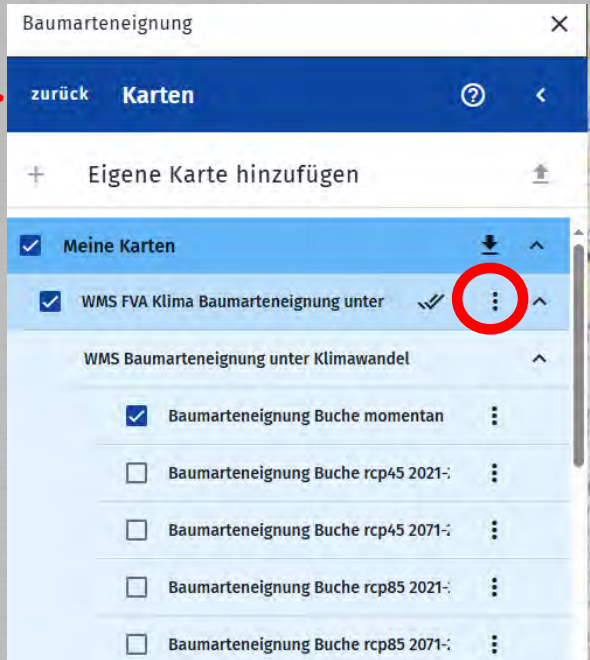 Baumarteneignung
zurück Karten
Eigene Karte hinzufügen
Meine Karten
WMS FVA Klima Baumarteneignung unter
WMS Baumarteneignung unter Klimawandel
Baumarteneignung Buche momentan
Baumarteneignung Buche rcp45 2021-
Baumarteneignung Buche rcp45 2071-
Baumarteneignung Buche rcp85 2021-
Baumarteneignung Buche rcp85 2071-